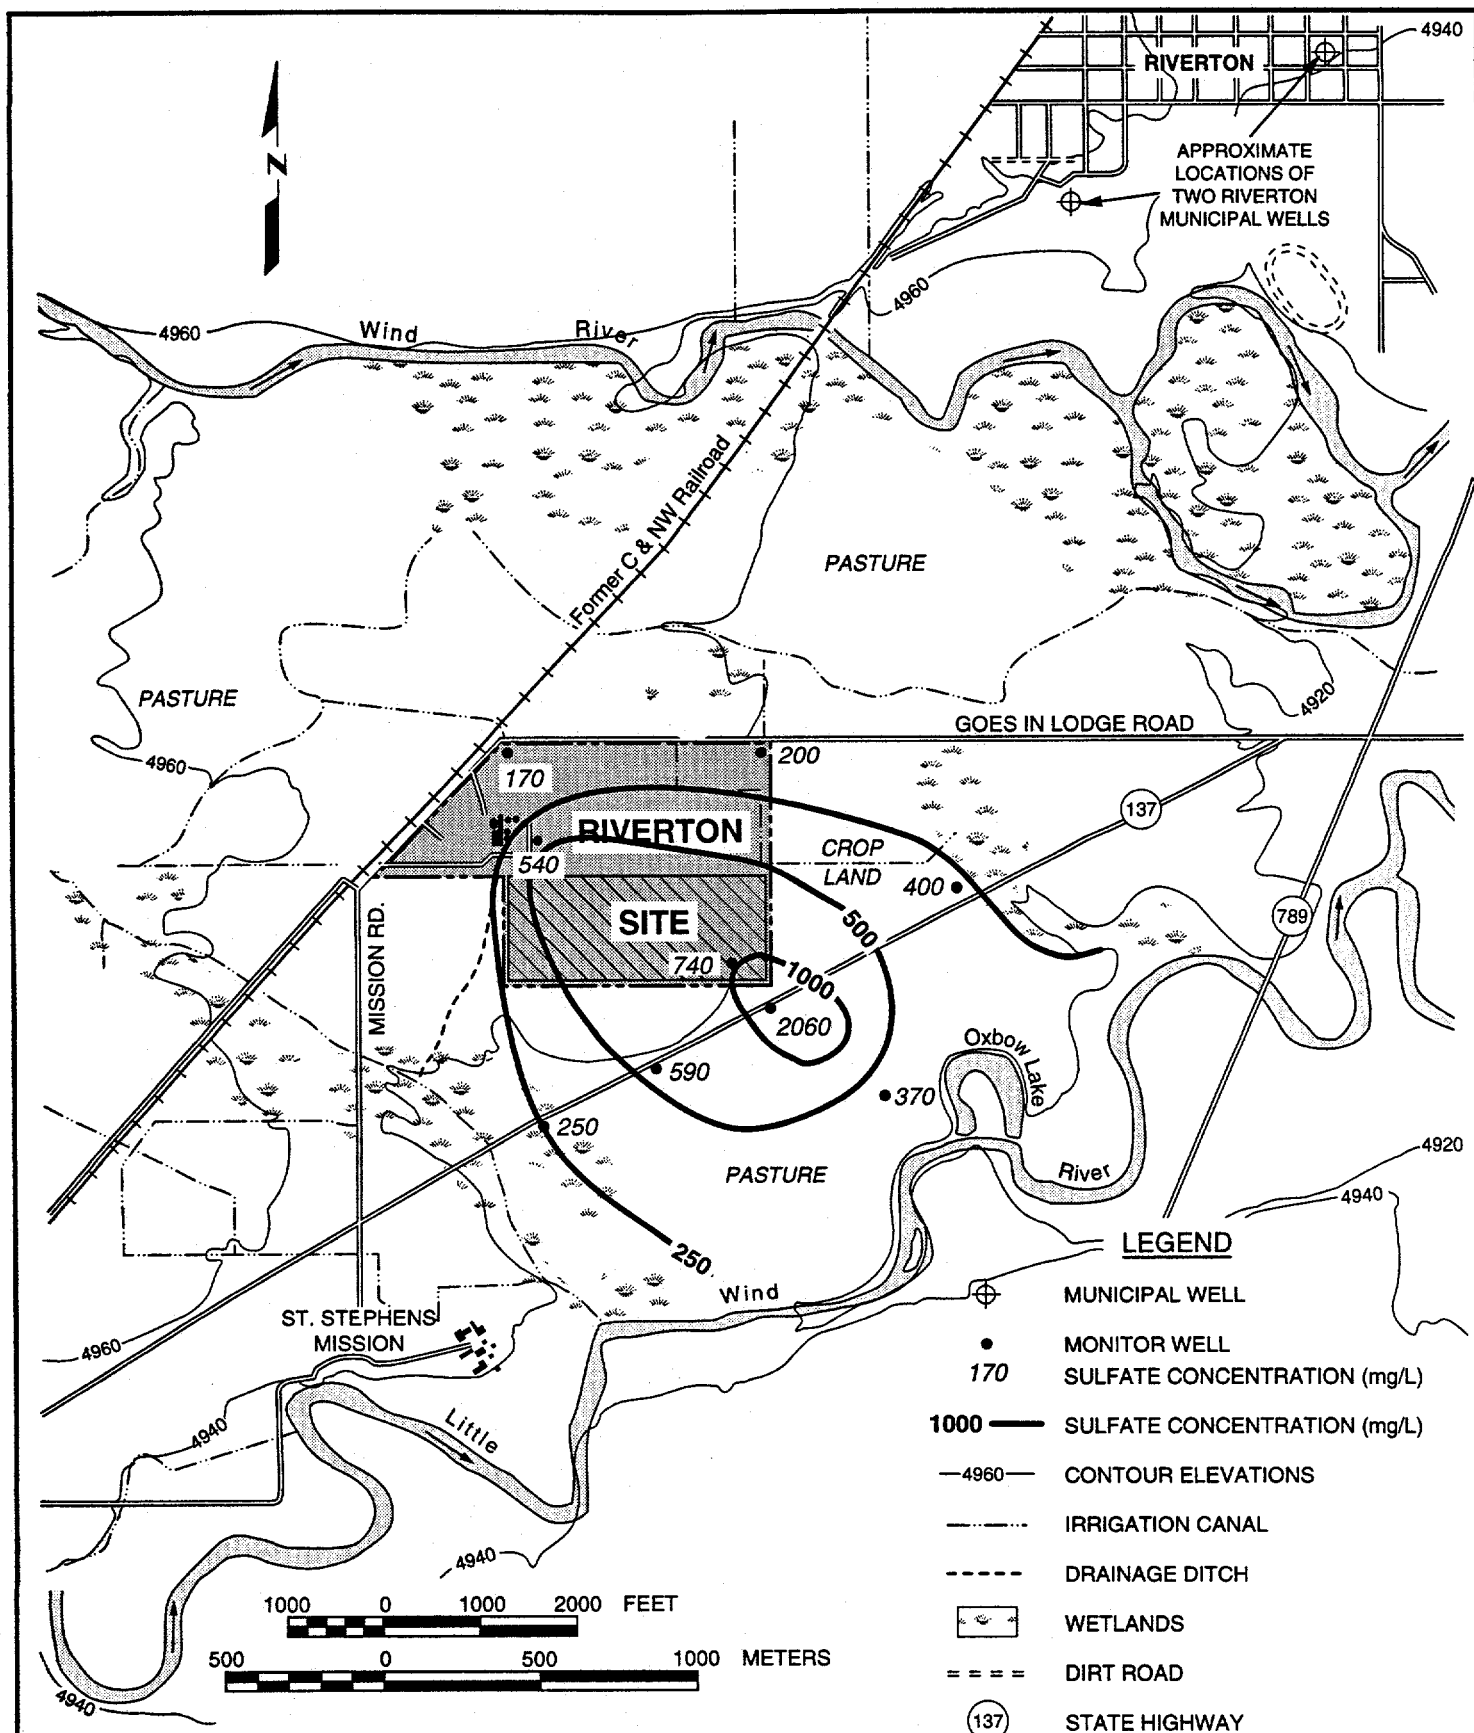 4940
RIVERTON
APPROXIMATE
LOCATIONS OF
TWO RIVERTON
MUNICIPAL WELLS
N
4960
4960
Wind River
Former C & NW Railroad
PASTURE
PASTURE
4920
GOES IN LODGE ROAD
4960
170
200
137
RIVERTON
540
CROP
LAND
400
500
789
SITE
740
1000
2060
MISSION RD.
Oxbow Lake
590
370
250
PASTURE
River
4920
4940
250
Wind
LEGEND
MUNICIPAL WELL
ST. STEPHENS
MISSION
4960
MONITOR WELL
170 SULFATE CONCENTRATION (mg/L)
1000 SULFATE CONCENTRATION (mg/L)
4940
Little
4960 CONTOUR ELEVATIONS
IRRIGATION CANAL
4940
DRAINAGE DITCH
1000 0 1000 2000 FEET
WETLANDS
500 0 500 1000 METERS
DIRT ROAD
4940
137 STATE HIGHWAY